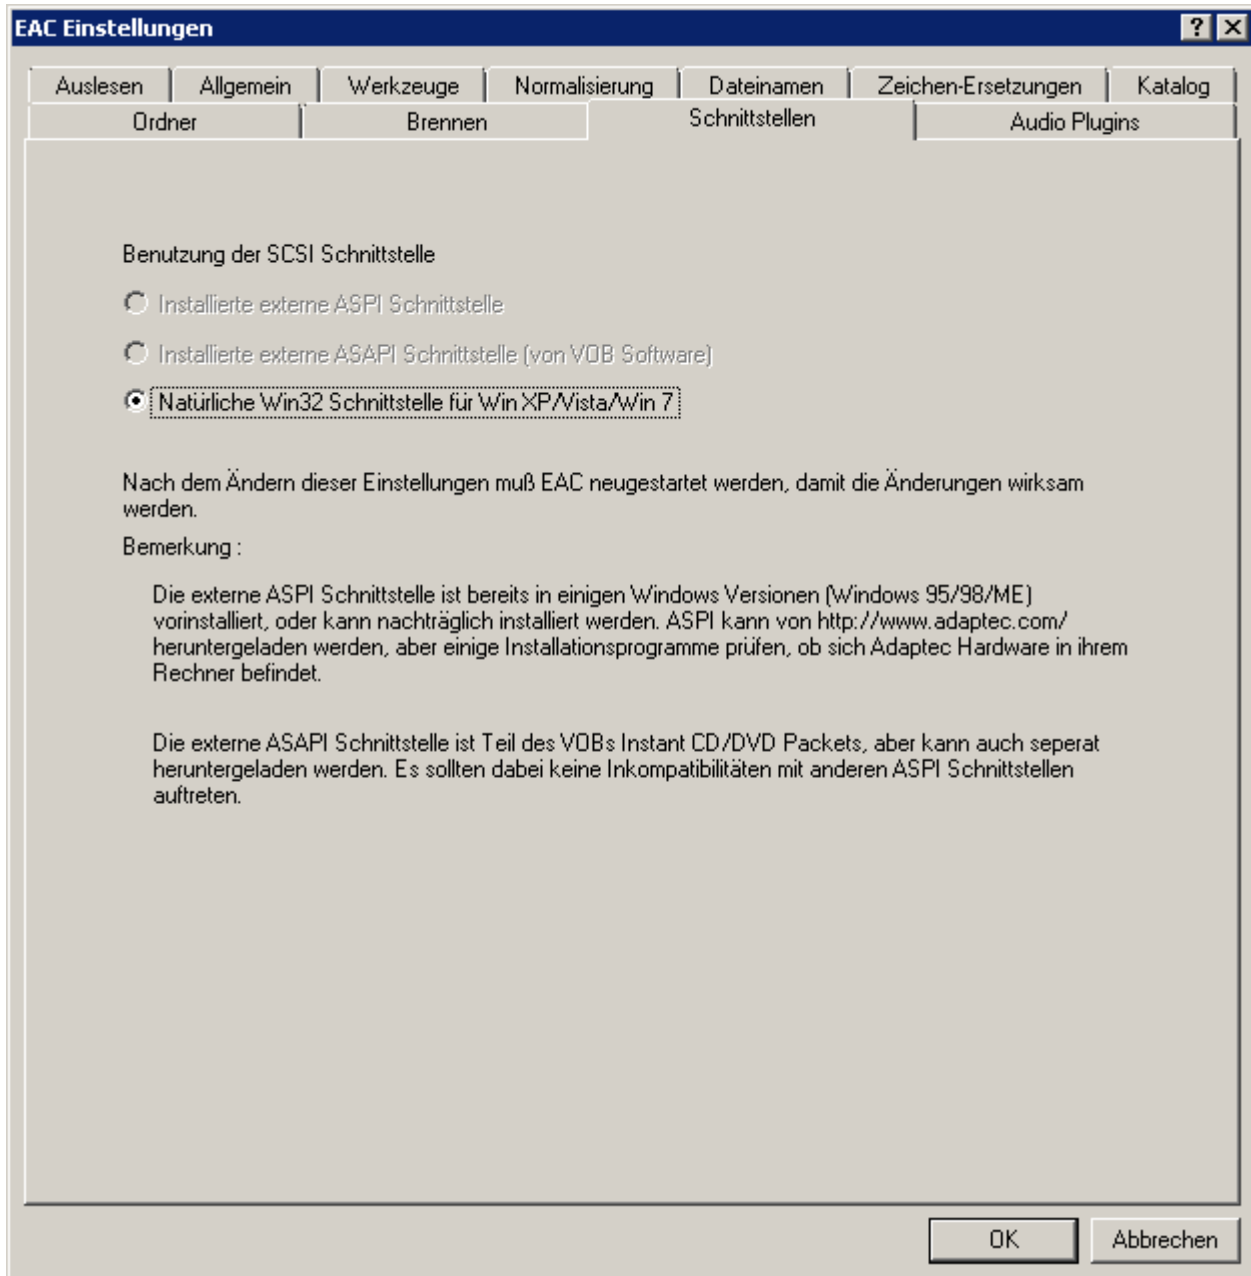 EAC Einstellungen
Auslesen Allgemein Werkzeuge Normalisierung Dateinamen Zeichen-Ersetzungen Katalog
Ordner Brennen Schnittstellen Audio Plugins
Benutzung der SCSI Schnittstelle
Installierte externe ASPI Schnittstelle
Installierte externe ASAPI Schnittstelle (von VOB Software)
Natürliche Win32 Schnittstelle für Win XP/Vista/Win 7
Nach dem Ändern dieser Einstellungen muß EAC neugestartet werden, damit die Änderungen wirksam
werden.
Bemerkung :
Die externe ASPI Schnittstelle ist bereits in einigen Windows Versionen (Windows 95/98/ME)
vorinstalliert, oder kann nachträglich installiert werden. ASPI kann von http://www.adaptec.com/
heruntergeladen werden, aber einige Installationsprogramme prüfen, ob sich Adaptec Hardware in ihrem
Rechner befindet.
Die externe ASAPI Schnittstelle ist Teil des VOBs Instant CD/DVD Packets, aber kann auch seperat
heruntergeladen werden. Es sollten dabei keine Inkompatibilitäten mit anderen ASPI Schnittstellen
auftreten.
OK Abbrechen